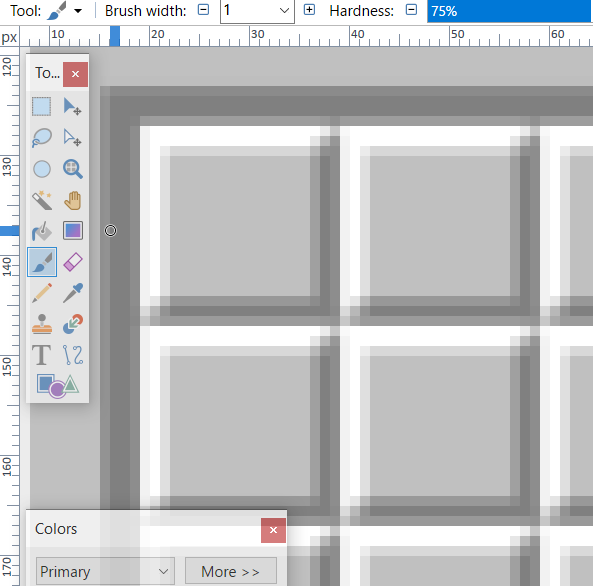 Tool: Brush width: 1 Hardness: 75%
px 10 20 30 40 50 60
To...
120
130
140
150
160
170
T
Colors
Primary More >>